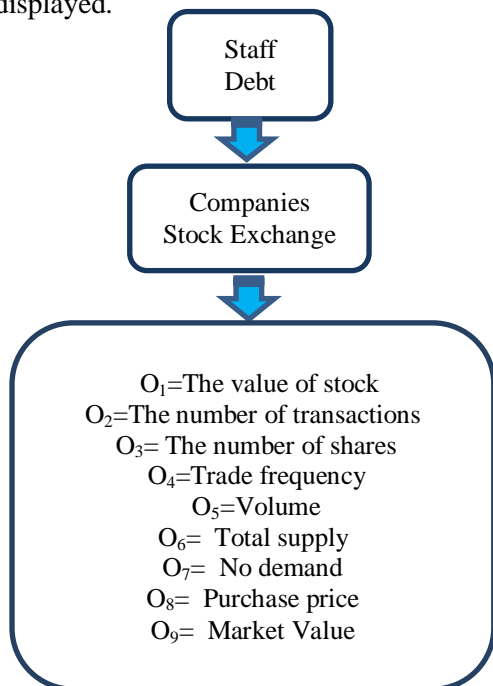 displayed.
Staff
Debt
Companies
Stock Exchange
O₁=The value of stock
O₂=The number of transactions
O₃= The number of shares
O₄=Trade frequency
O₅=Volume
O₆= Total supply
O₇= No demand
O₈= Purchase price
O₉= Market Value